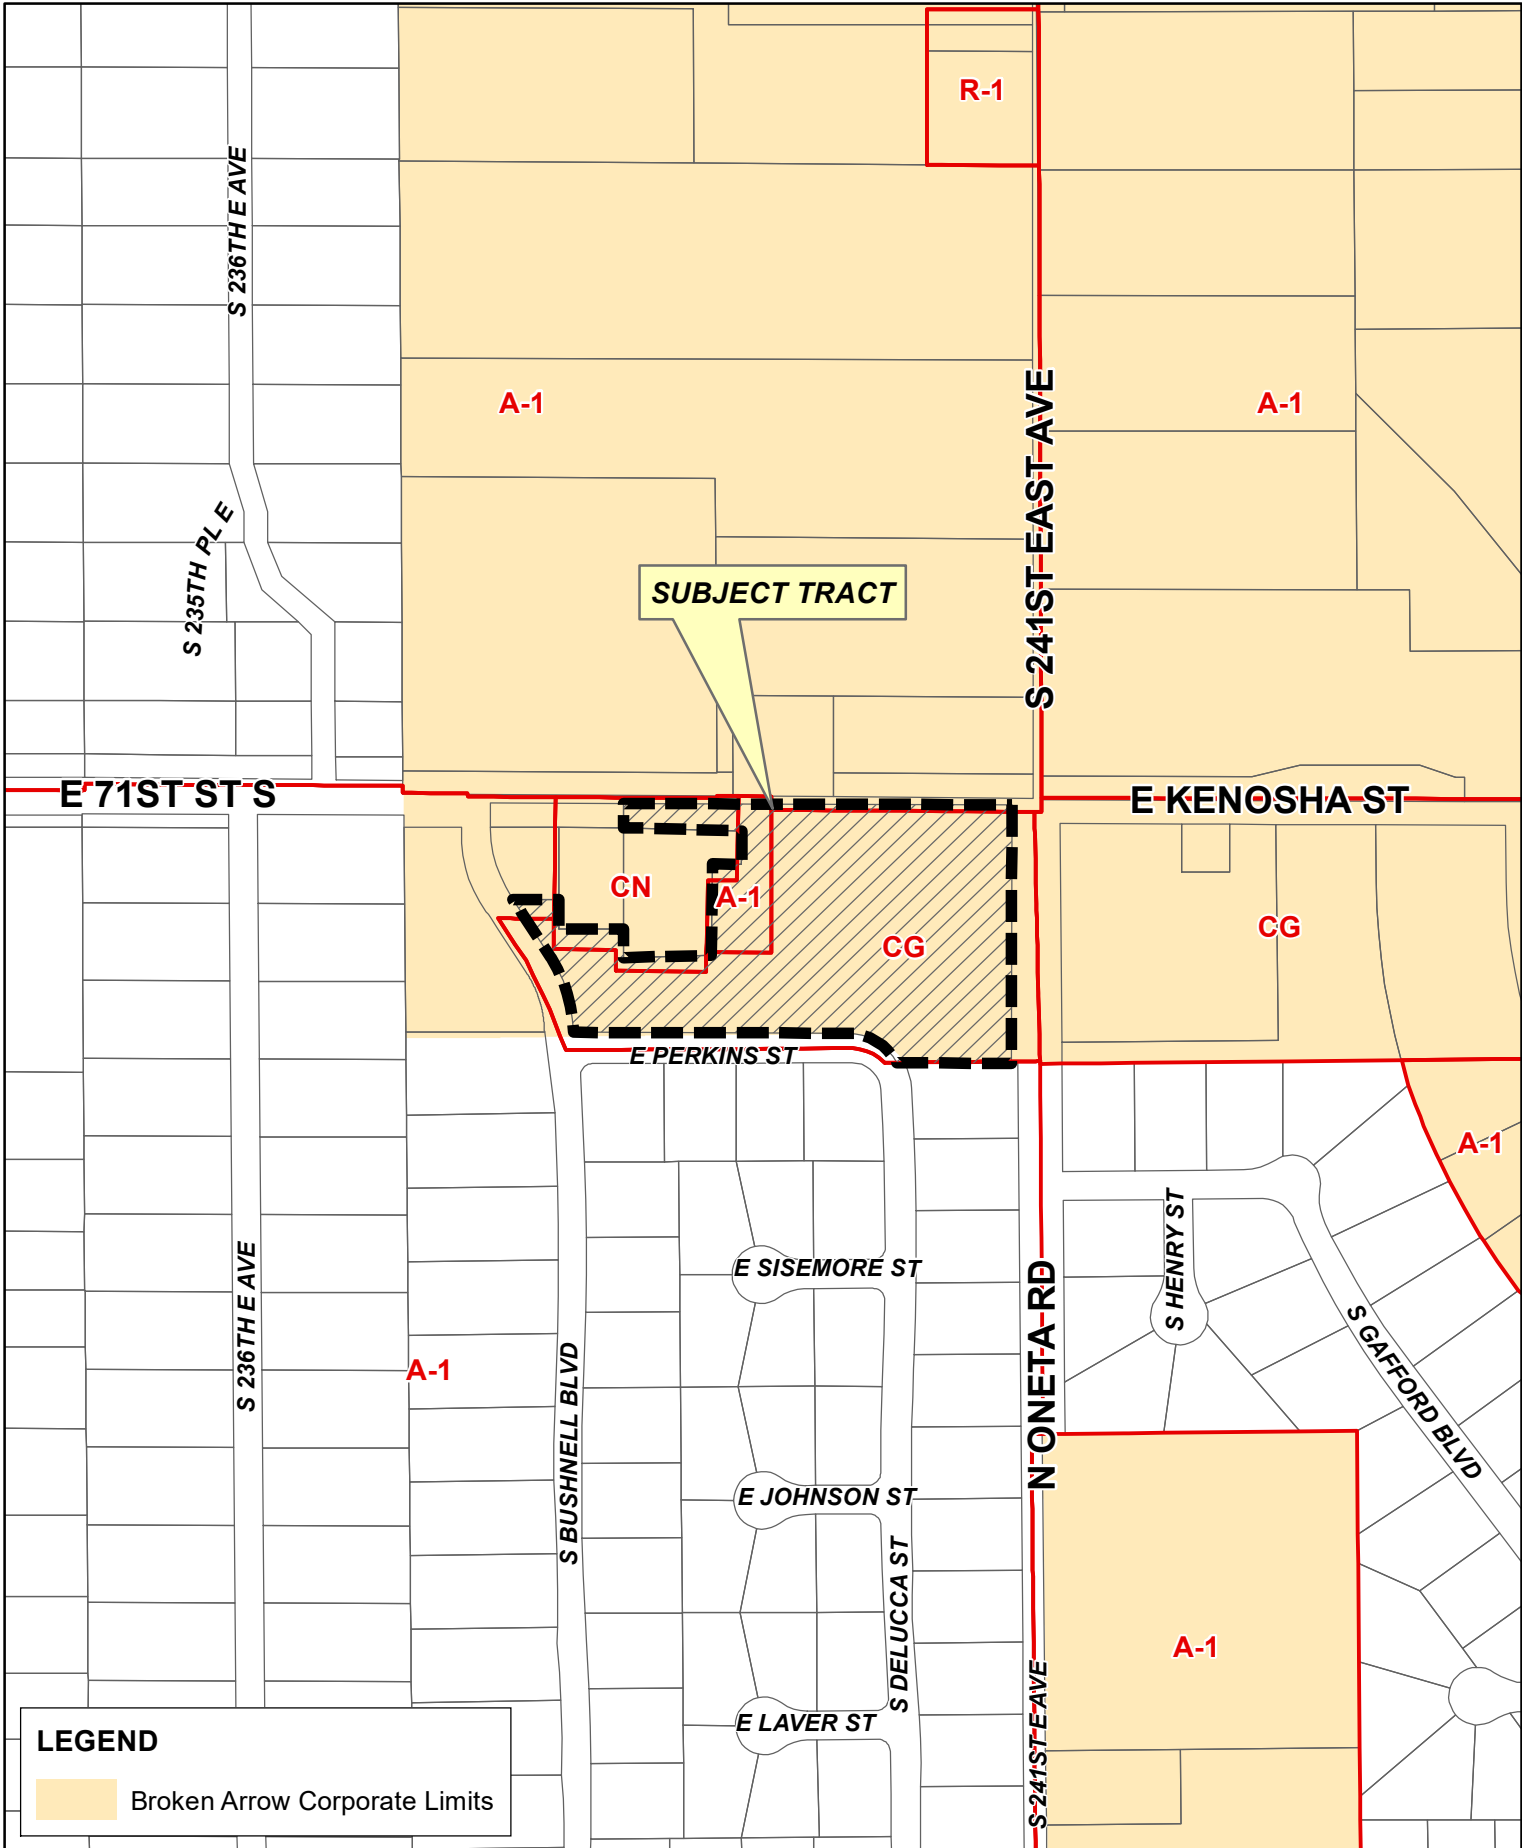 R-1
S 236TH E AVE
A-1
S 241ST EAST AVE
A-1
S 235TH PL E
SUBJECT TRACT
E 71ST ST S
E KENOSHA ST
CN
A-1
CG
CG
E PERKINS ST
A-1
E SISEMORE ST
S HENRY ST
S 236TH E AVE
A-1
S BUSHNELL BLVD
N ONETA RD
S GAFFORD BLVD
E JOHNSON ST
S DELUCCA ST
A-1
E LAVER ST
S 241ST E AVE
LEGEND
Broken Arrow Corporate Limits